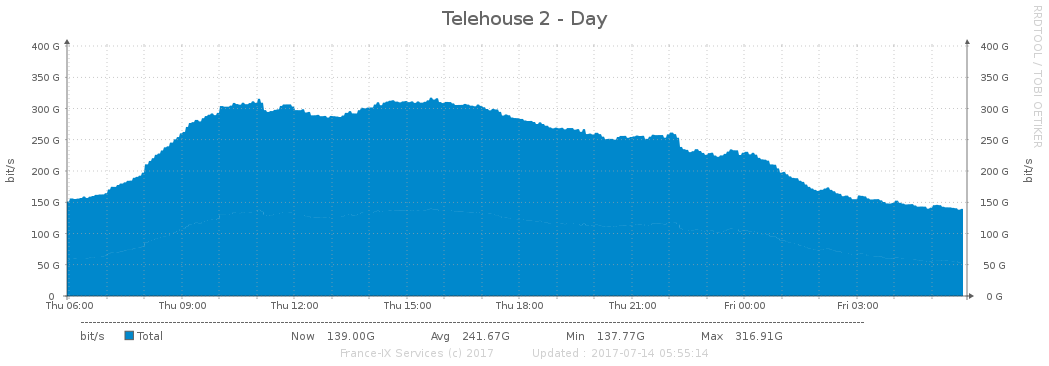 Telehouse 2 - Day
RRDTOOL / TOBI OETIKER
400 G 400 G
350 G 350 G
300 G 300 G
250 G 250 G
200 G 200 G
150 G 150 G
100 G 100 G
50 G 50 G
0 0 G
bit/s bit/s
Thu 06:00 Thu 09:00 Thu 12:00 Thu 15:00 Thu 18:00 Thu 21:00 Fri 00:00 Fri 03:00
bit/s Total Now 139.00G Avg 241.67G Min 137.77G Max 316.91G
France-IX Services (c) 2017 Updated : 2017-07-14 05:55:14